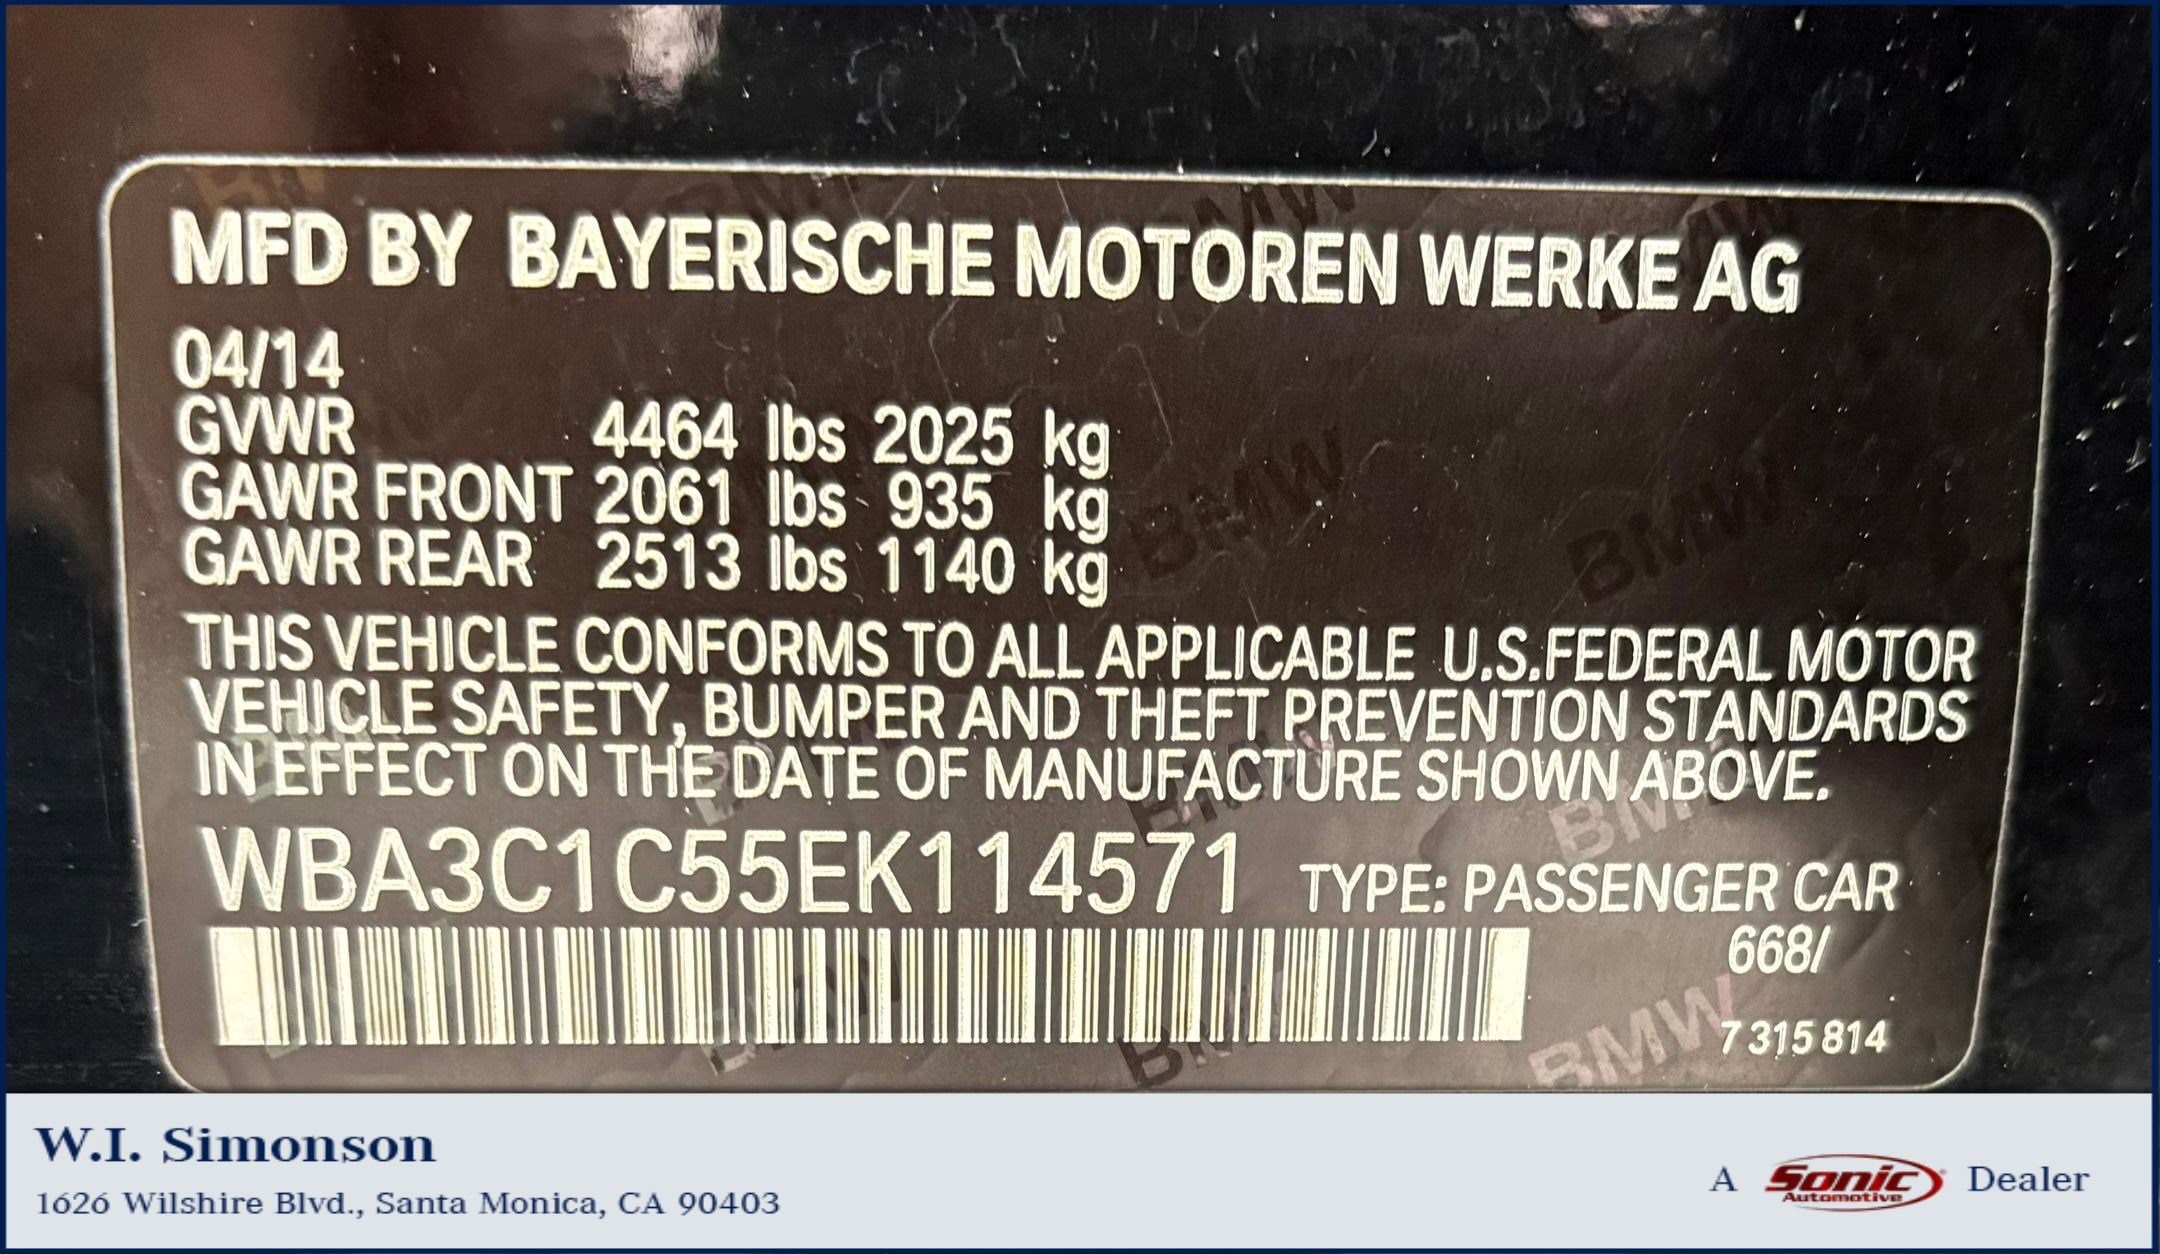 MFD BY BAYERISCHE MOTOREN WERKE AG
04/14
GVWR 4464 lbs 2025 kg
GAWR FRONT 2061 lbs 935 kg
GAWR REAR 2513 lbs 1140 kg
THIS VEHICLE CONFORMS TO ALL APPLICABLE U.S.FEDERAL MOTOR
VEHICLE SAFETY, BUMPER AND THEFT PREVENTION STANDARDS
IN EFFECT ON THE DATE OF MANUFACTURE SHOWN ABOVE.
WBA3C1C55EK114571 TYPE: PASSENGER CAR
668/
7 315 814
W.I. Simonson
1626 Wilshire Blvd., Santa Monica, CA 90403
A Sonic Automotive Dealer